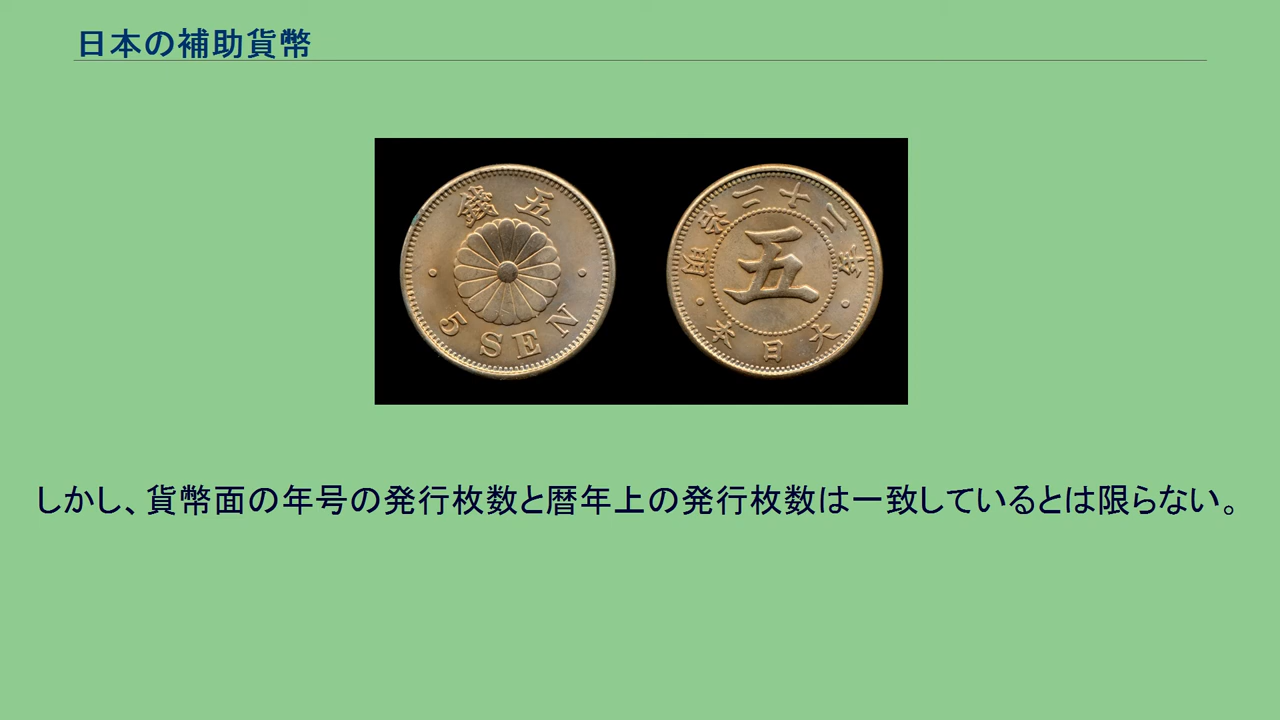 日本の補助貨幣
五 銭
5 SEN
明治二十二年
五
大日本
しかし、貨幣面の年号の発行枚数と暦年上の発行枚数は一致しているとは限らない。